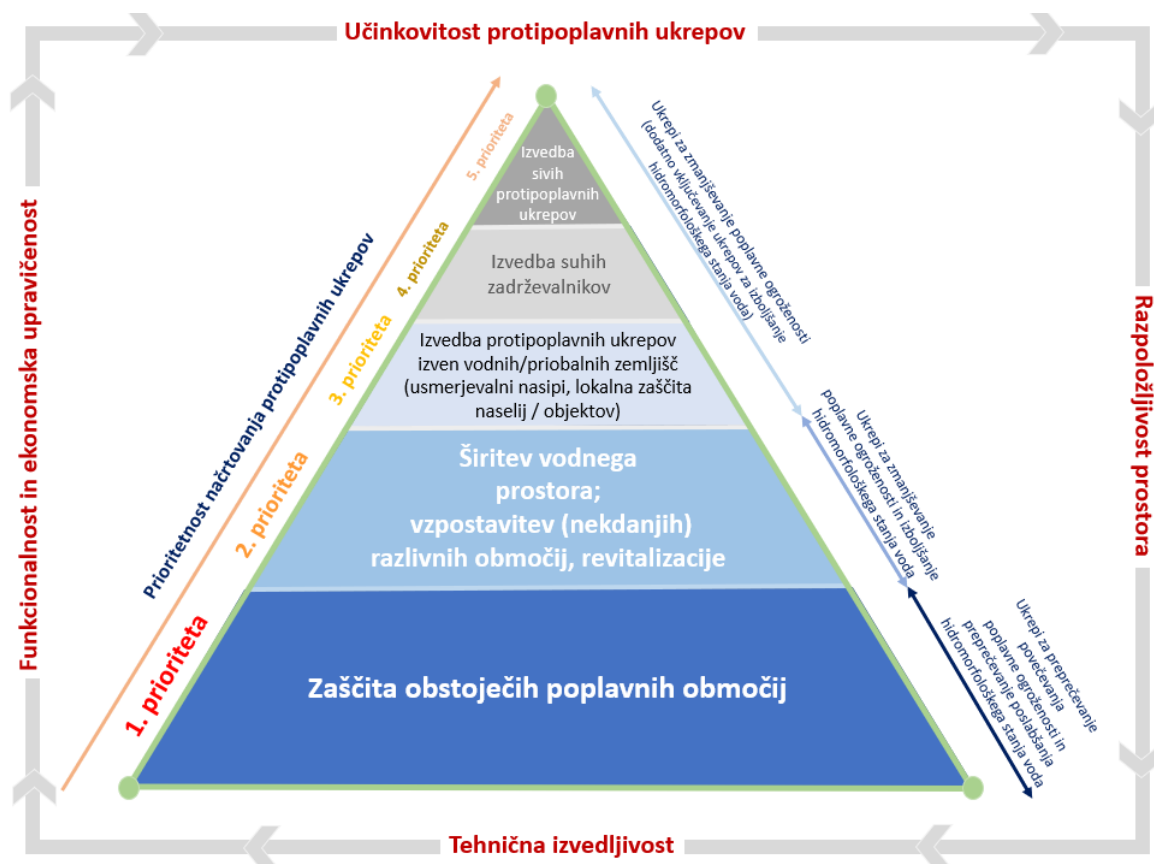 Učinkovitost protipoplavnih ukrepov
Funkcionalnost in ekonomska upravičenost
Prioritetnost načrtovanja protipoplavnih ukrepov
5. prioriteta
4. prioriteta
3. prioriteta
2. prioriteta
1. prioriteta
Izvedba
sivih
protipoplavnih
ukrepov
Izvedba suhih
zadrževalnikov
Izvedba protipoplavnih ukrepov
izven vodnih/priobalnih zemljišč
(usmerjevalni nasipi, lokalna zaščita
naselij / objektov)
Širitev vodnega
prostora;
vzpostavitev (nekdanjih)
razlivnih območij, revitalizacije
Zaščita obstoječih poplavnih območij
Ukrepi za zmanjševanje poplavne ogroženosti
(dodatno vključevanje ukrepov za izboljšanje
hidromorfološkega stanja voda)
Ukrepi za zmanjševanje
poplavne ogroženosti in izboljšanje
hidromorfološkega stanja voda
Ukrepi za preprečevanje
povečevanja
poplavne ogroženosti in
preprečevanje poslabšanja
hidromorfološkega stanja voda
Razpoložljivost prostora
Tehnična izvedljivost